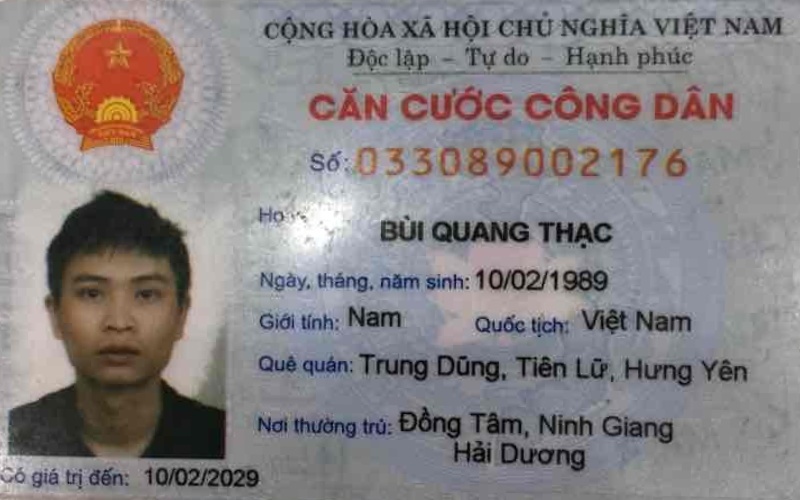 CỘNG HÒA XÃ HỘI CHỦ NGHĨA VIỆT NAM
Độc lập – Tự do – Hạnh phúc
CĂN CƯỚC CÔNG DÂN
Số: 033089002176
Họ
BÙI QUANG THẠC
Ngày, tháng, năm sinh: 10/02/1989
Giới tính: Nam Quốc tịch: Việt Nam
Quê quán: Trung Dũng, Tiên Lữ, Hưng Yên
Nơi thường trú: Đồng Tâm, Ninh Giang
Hải Dương
Có giá trị đến: 10/02/2029